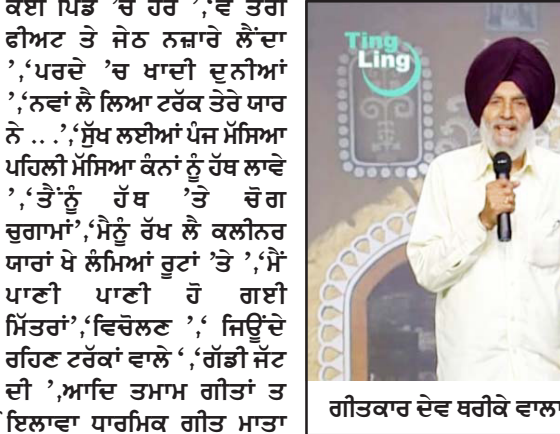 ਕਈ ਪਿੰਡ ’ਚ ਹੋਰ ’,‘ਵੇ ਤੇਰੀ
ਫੀਅਟ ਤੇ ਜੇਠ ਨਜ਼ਾਰੇ ਲੈਂਦਾ
’,‘ਪਰਦੇ ’ਚ ਖਾਦੀ ਦੁਨੀਆਂ
’,‘ਨਵਾਂ ਲੈ ਲਿਆ ਟਰੱਕ ਤੇਰੇ ਯਾਰ
ਨੇ .. .’,‘ਸੁੱਖ ਲਈਆਂ ਪੰਜ ਮੱਸਿਆ
ਪਹਿਲੀ ਮੱਸਿਆ ਕੰਨਾਂ ਨੂੰ ਹੱਥ ਲਾਵੇ
’,‘ਤੈਂਨੂੰ ਹੱਥ ’ਤੇ ਚੋਗ
ਚੁਗਾਮਾਂ’,‘ਮੈਨੂੰ ਰੱਖ ਲੈ ਕਲੀਨਰ
ਯਾਰਾਂ ਖੇ ਲੰਮਿਆਂ ਰੂਟਾਂ ’ਤੇ ’,‘ਮੈਂ
ਪਾਣੀ ਪਾਣੀ ਹੋ ਗਈ
ਮਿੱਤਰਾਂ’,‘ਵਿਚੋਲਣ ’,‘ ਜਿਊਂਦੇ
ਰਹਿਣ ਟਰੱਕਾਂ ਵਾਲੇ ‘,‘ਗੱਡੀ ਜੱਟ
ਦੀ ’,ਆਦਿ ਤਮਾਮ ਗੀਤਾਂ ਤ
ਇਲਾਵਾ ਧਾਰਮਿਕ ਗੀਤ ਮਾਤਾ
Ting
Ling
ਗੀਤਕਾਰ ਦੇਵ ਥਰੀਕੇ ਵਾਲਾ